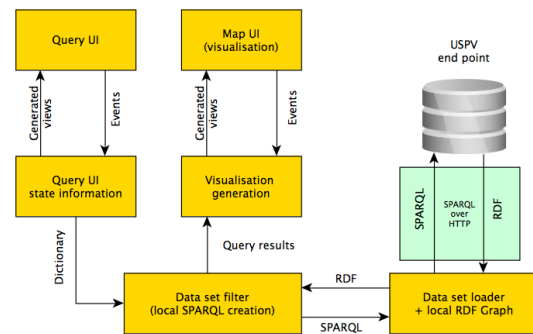 Query UI
Map UI
(visualisation)
USPV
end point
Generated
views
Events
Generated
views
Events
Query UI
state information
Visualisation
generation
SPARQL
SPARQL
over
HTTP
RDF
Dictionary
Query results
RDF
Data set filter
(local SPARQL creation)
SPARQL
Data set loader
+ local RDF Graph